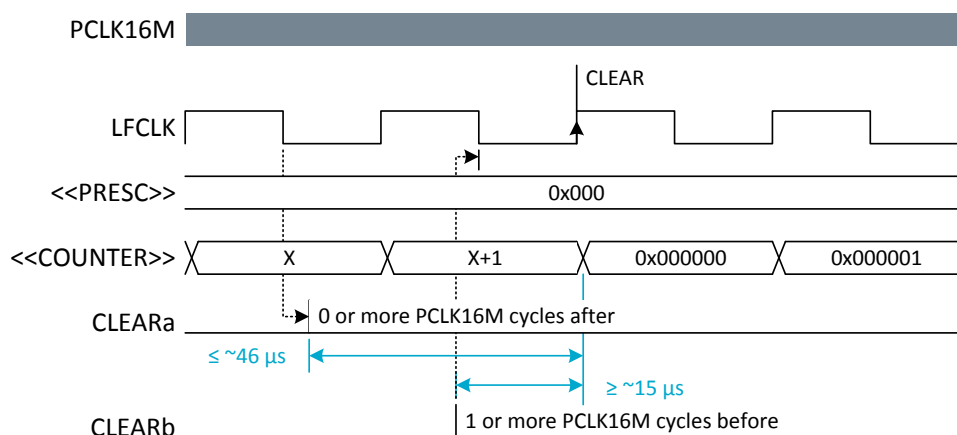 PCLK16M
CLEAR
LFCLK
<<PRESC>>
0x000
<<COUNTER>>
X
X+1
0x000000
0x000001
CLEARa
0 or more PCLK16M cycles after
≤ ~46 µs
≥ ~15 µs
CLEARb
1 or more PCLK16M cycles before